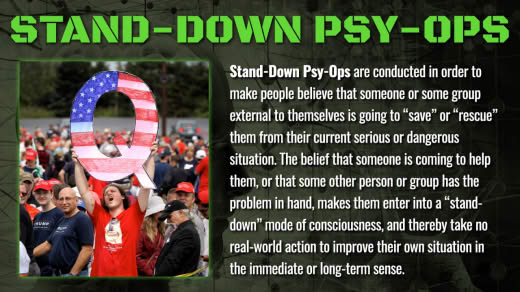 STAND-DOWN PSY-OPS
Q
Stand-Down Psy-Ops are conducted in order to
make people believe that someone or some group
external to themselves is going to “save” or “rescue”
them from their current serious or dangerous
situation. The belief that someone is coming to help
them, or that some other person or group has the
problem in hand, makes them enter into a “stand-
down” mode of consciousness, and thereby take no
real-world action to improve their own situation in
the immediate or long-term sense.